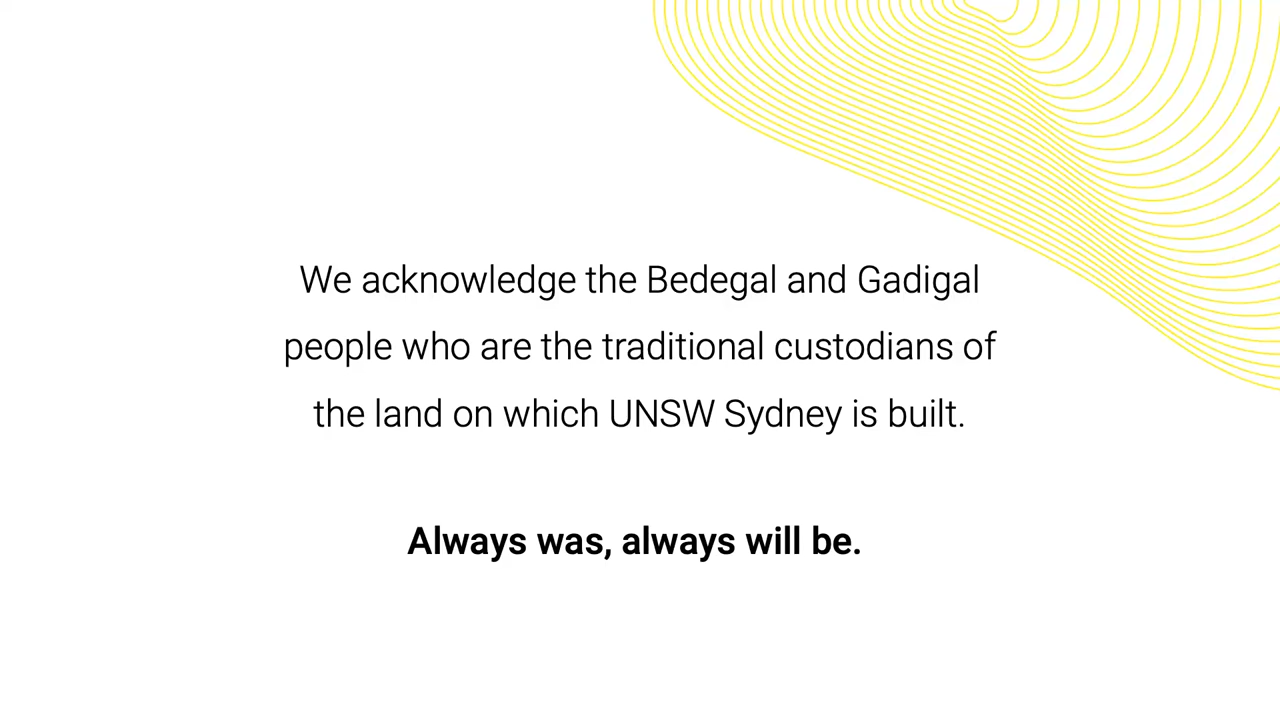 We acknowledge the Bedegal and Gadigal
people who are the traditional custodians of
the land on which UNSW Sydney is built.
Always was, always will be.